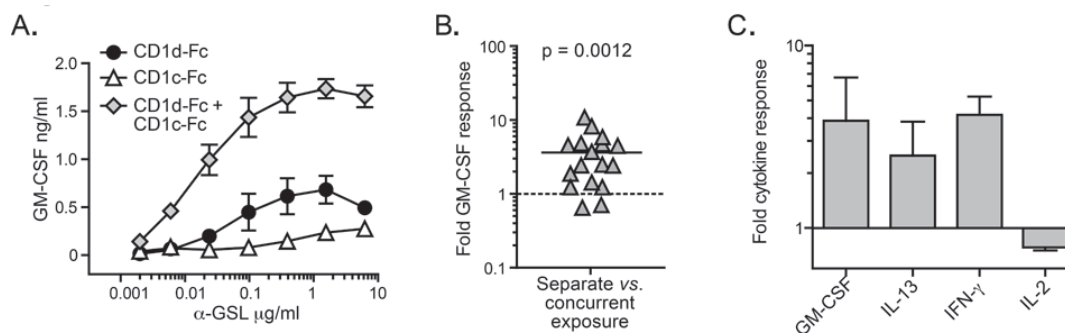 A.
CD1d-Fc
CD1c-Fc
CD1d-Fc +
CD1c-Fc
GM-CSF ng/ml
2.0
1.5
1.0
0.5
0
0.001
0.01
0.1
1
10
α-GSL μg/ml
B.
p = 0.0012
Fold GM-CSF response
100
10
1
0.1
Separate vs.
concurrent
exposure
C.
Fold cytokine response
10
1
GM-CSF
IL-13
IFN-γ
IL-2